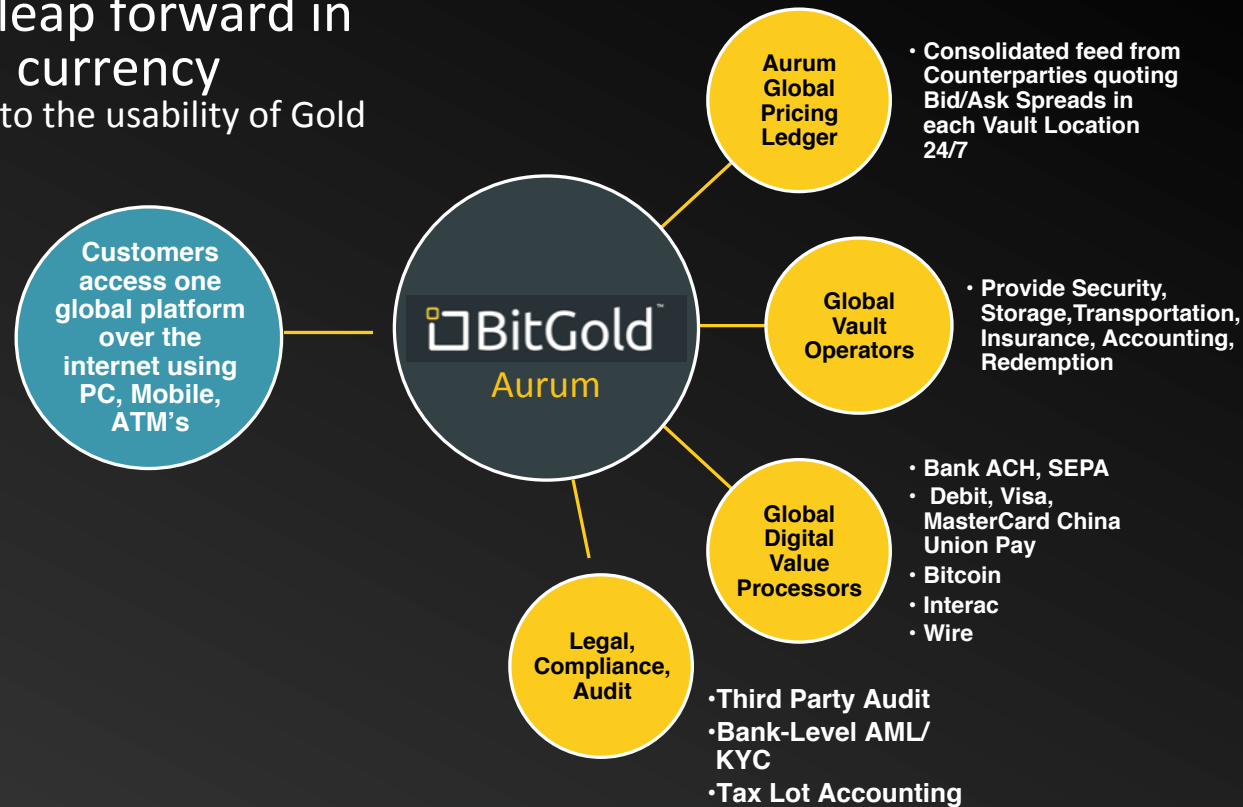 leap forward in
currency
to the usability of Gold
Customers
access one
global platform
over the
internet using
PC, Mobile,
ATM’s
BitGold™
Aurum
Aurum
Global
Pricing
Ledger
• Consolidated feed from
Counterparties quoting
Bid/Ask Spreads in
each Vault Location
24/7
Global
Vault
Operators
• Provide Security,
Storage,Transportation,
Insurance, Accounting,
Redemption
Global
Digital
Value
Processors
• Bank ACH, SEPA
• Debit, Visa,
MasterCard China
Union Pay
• Bitcoin
• Interac
• Wire
Legal,
Compliance,
Audit
•Third Party Audit
•Bank-Level AML/
KYC
•Tax Lot Accounting